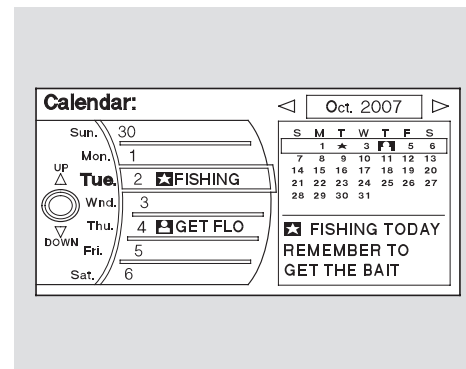 Calendar:
Oct. 2007
Sun. 30
Mon. 1
UP
Tue. 2 FISHING
Wnd. 3
Thu. 4 GET FLO
DOWN
Fri. 5
Sat. 6
S M T W T F S
1 ★ 3 5 6
7 8 9 10 11 12 13
14 15 16 17 18 19 20
21 22 23 24 25 26 27
28 29 30 31
FISHING TODAY
REMEMBER TO
GET THE BAIT